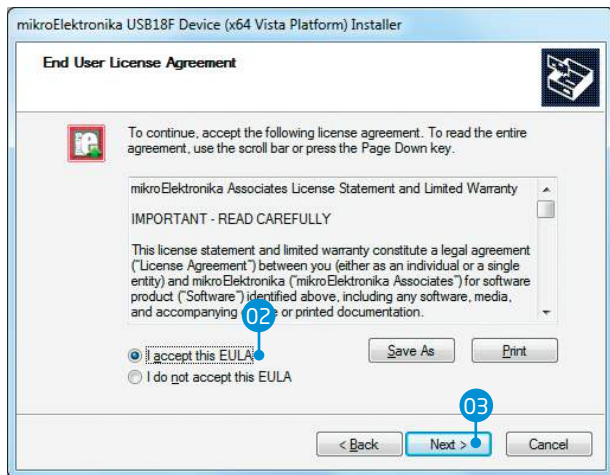 mikroElektronika USB18F Device (x64 Vista Platform) Installer
End User License Agreement
To continue, accept the following license agreement. To read the entire
agreement, use the scroll bar or press the Page Down key.
mikroElektronika Associates License Statement and Limited Warranty
IMPORTANT - READ CAREFULLY
This license statement and limited warranty constitute a legal agreement
("License Agreement") between you (either as an individual or a single
entity) and mikroElektronika ("mikroElektronika Associates") for software
product ("Software") identified above, including any software, media,
and accompanying or printed documentation.
02
I accept this EULA
Save As
Print
I do not accept this EULA
03
< Back
Next >
Cancel